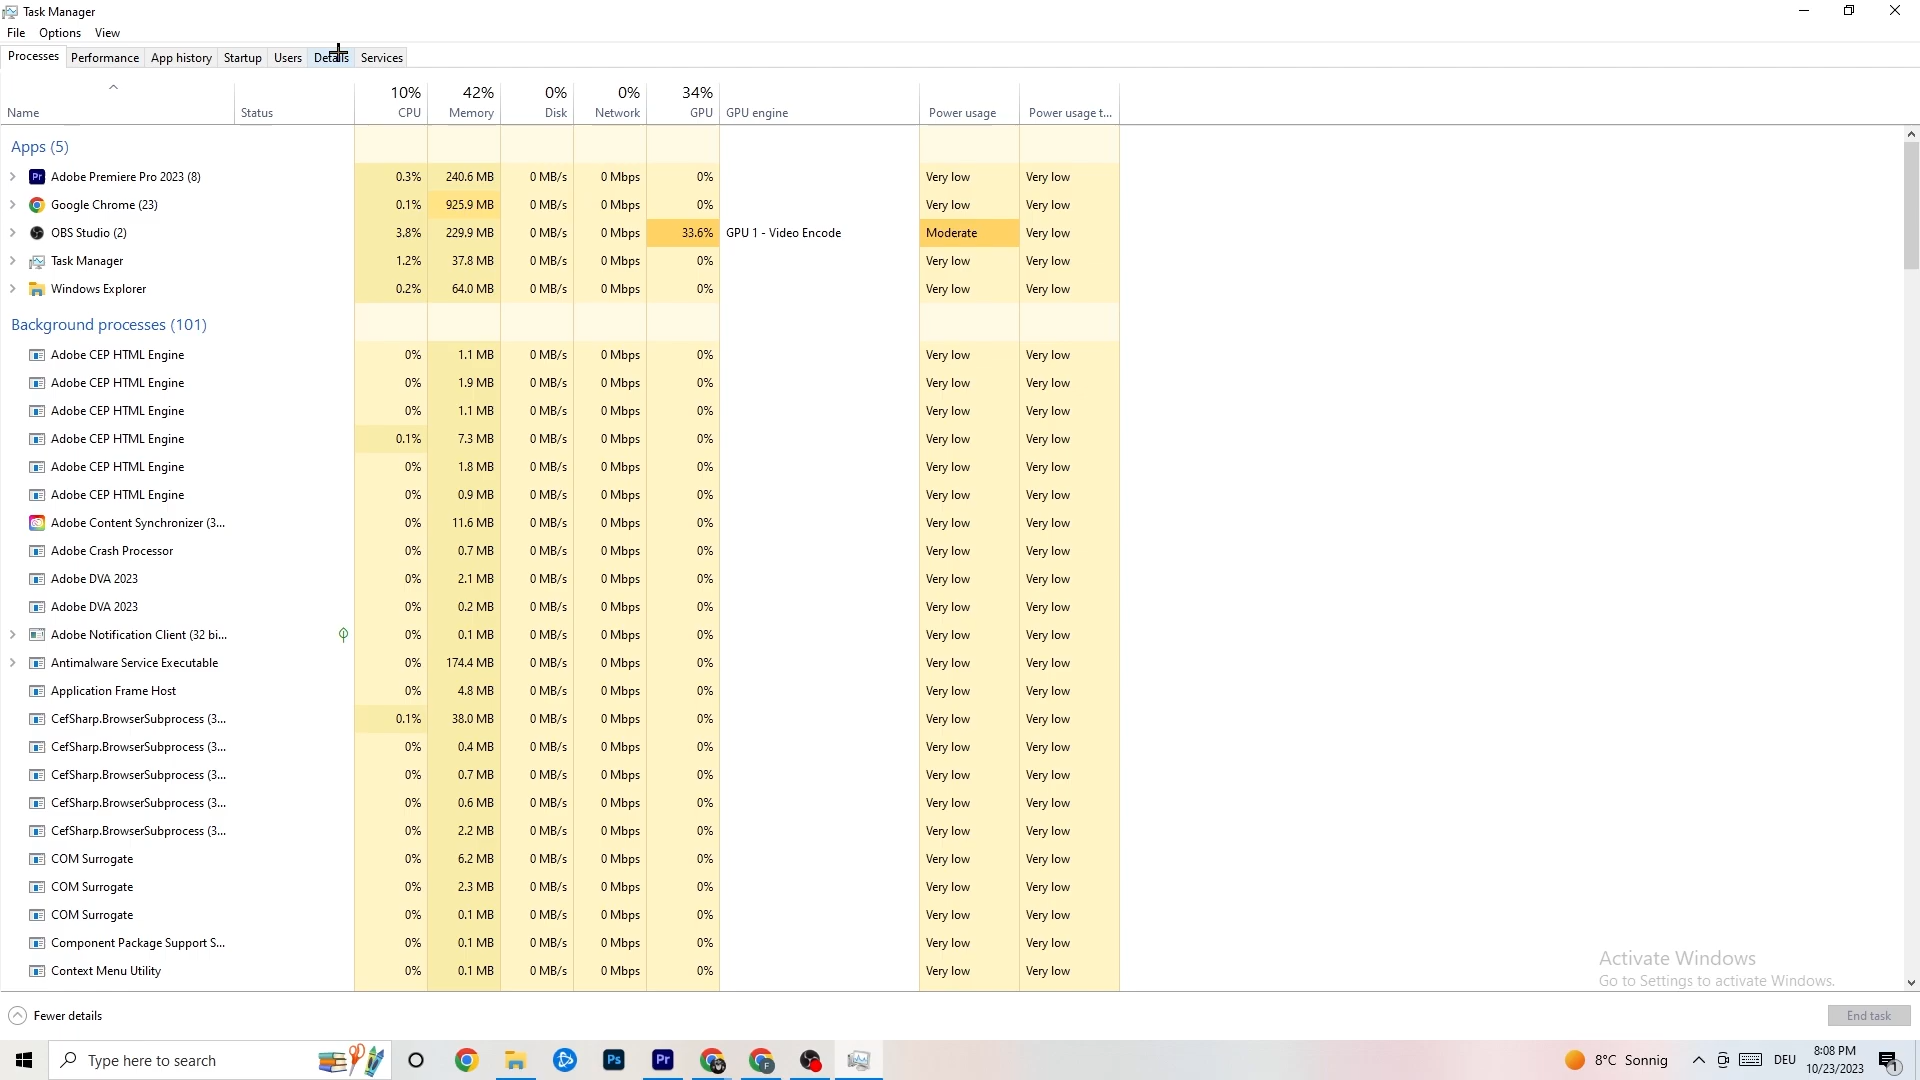 Task Manager
File Options View
Processes Performance App history Startup Users Details Services
10% 42% 0% 0% 34%
Name Status CPU Memory Disk Network GPU GPU engine Power usage Power usage t...
Apps (5)
Adobe Premiere Pro 2023 (8) 0.3% 240.6 MB 0 MB/s 0 Mbps 0% Very low Very low
Google Chrome (23) 0.1% 925.9 MB 0 MB/s 0 Mbps 0% Very low Very low
OBS Studio (2) 3.8% 229.9 MB 0 MB/s 0 Mbps 33.6% GPU 1 - Video Encode Moderate Very low
Task Manager 1.2% 37.8 MB 0 MB/s 0 Mbps 0% Very low Very low
Windows Explorer 0.2% 64.0 MB 0 MB/s 0 Mbps 0% Very low Very low
Background processes (101)
Adobe CEP HTML Engine 0% 1.1 MB 0 MB/s 0 Mbps 0% Very low Very low
Adobe CEP HTML Engine 0% 1.9 MB 0 MB/s 0 Mbps 0% Very low Very low
Adobe CEP HTML Engine 0% 1.1 MB 0 MB/s 0 Mbps 0% Very low Very low
Adobe CEP HTML Engine 0.1% 7.3 MB 0 MB/s 0 Mbps 0% Very low Very low
Adobe CEP HTML Engine 0% 1.8 MB 0 MB/s 0 Mbps 0% Very low Very low
Adobe CEP HTML Engine 0% 0.9 MB 0 MB/s 0 Mbps 0% Very low Very low
Adobe Content Synchronizer (3... 0% 11.6 MB 0 MB/s 0 Mbps 0% Very low Very low
Adobe Crash Processor 0% 0.7 MB 0 MB/s 0 Mbps 0% Very low Very low
Adobe DVA 2023 0% 2.1 MB 0 MB/s 0 Mbps 0% Very low Very low
Adobe DVA 2023 0% 0.2 MB 0 MB/s 0 Mbps 0% Very low Very low
Adobe Notification Client (32 bi... 0% 0.1 MB 0 MB/s 0 Mbps 0% Very low Very low
Antimalware Service Executable 0% 174.4 MB 0 MB/s 0 Mbps 0% Very low Very low
Application Frame Host 0% 4.8 MB 0 MB/s 0 Mbps 0% Very low Very low
CefSharp.BrowserSubprocess (3... 0.1% 38.0 MB 0 MB/s 0 Mbps 0% Very low Very low
CefSharp.BrowserSubprocess (3... 0% 0.4 MB 0 MB/s 0 Mbps 0% Very low Very low
CefSharp.BrowserSubprocess (3... 0% 0.7 MB 0 MB/s 0 Mbps 0% Very low Very low
CefSharp.BrowserSubprocess (3... 0% 0.6 MB 0 MB/s 0 Mbps 0% Very low Very low
CefSharp.BrowserSubprocess (3... 0% 2.2 MB 0 MB/s 0 Mbps 0% Very low Very low
COM Surrogate 0% 6.2 MB 0 MB/s 0 Mbps 0% Very low Very low
COM Surrogate 0% 2.3 MB 0 MB/s 0 Mbps 0% Very low Very low
COM Surrogate 0% 0.1 MB 0 MB/s 0 Mbps 0% Very low Very low
Component Package Support S... 0% 0.1 MB 0 MB/s 0 Mbps 0% Very low Very low
Context Menu Utility 0% 0.1 MB 0 MB/s 0 Mbps 0% Very low Very low
Activate Windows
Go to Settings to activate Windows.
Fewer details End task
Type here to search Ps Pr F 8°C Sonnig DEU 8:08 PM
10/23/2023 1